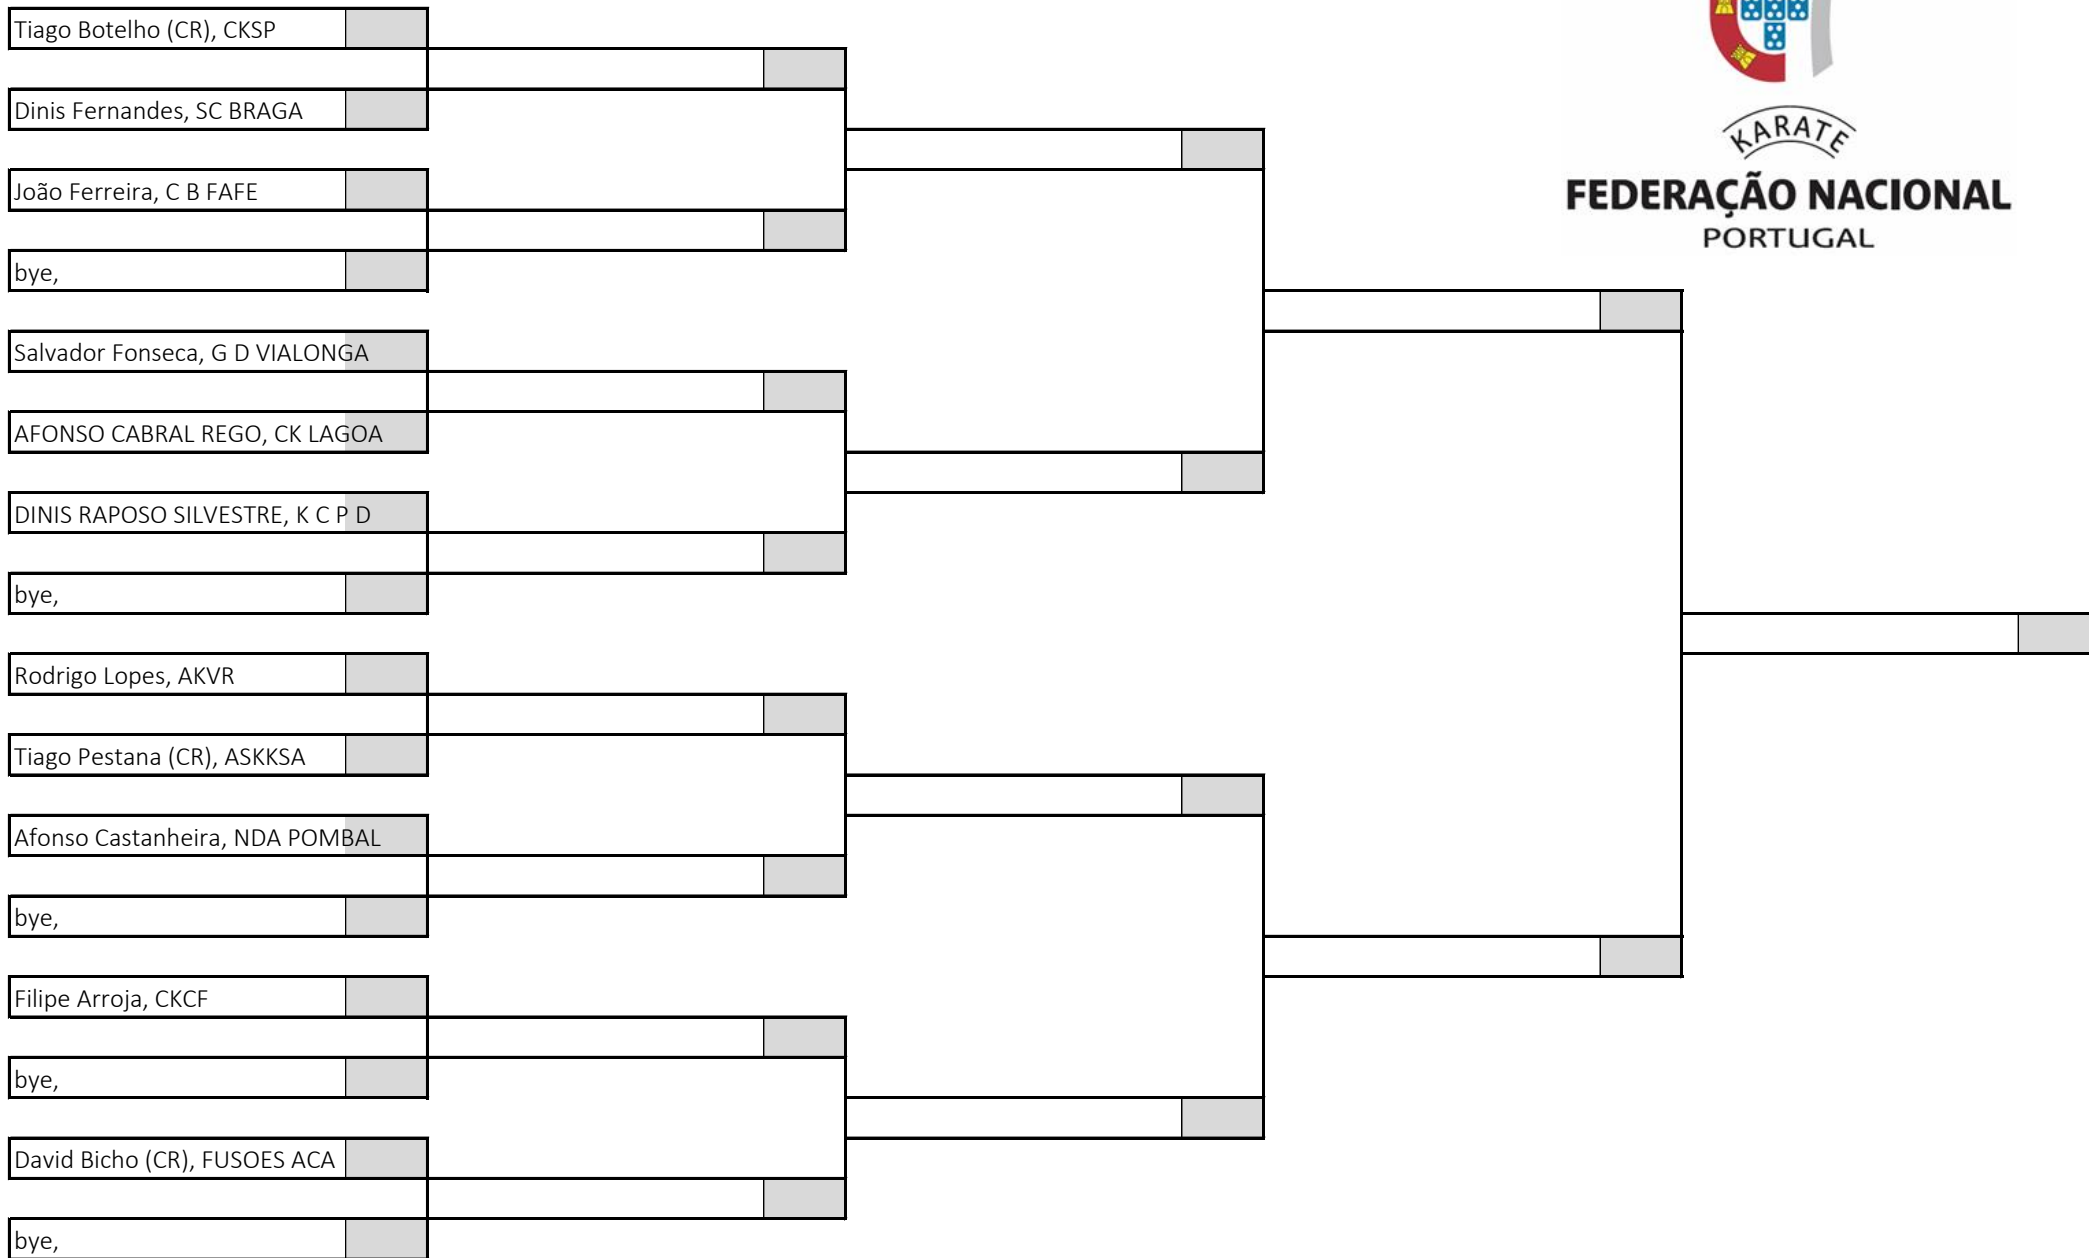 Tiago Botelho (CR), CKSP
Dinis Fernandes, SC BRAGA
João Ferreira, C B FAFE
bye,
Salvador Fonseca, G D VIALONGA
AFONSO CABRAL REGO, CK LAGOA
DINIS RAPOSO SILVESTRE, K C P D
bye,
Rodrigo Lopes, AKVR
Tiago Pestana (CR), ASKKSA
Afonso Castanheira, NDA POMBAL
bye,
Filipe Arroja, CKCF
bye,
David Bicho (CR), FUSOES ACA
bye,
KARATE
FEDERAÇÃO NACIONAL
PORTUGAL